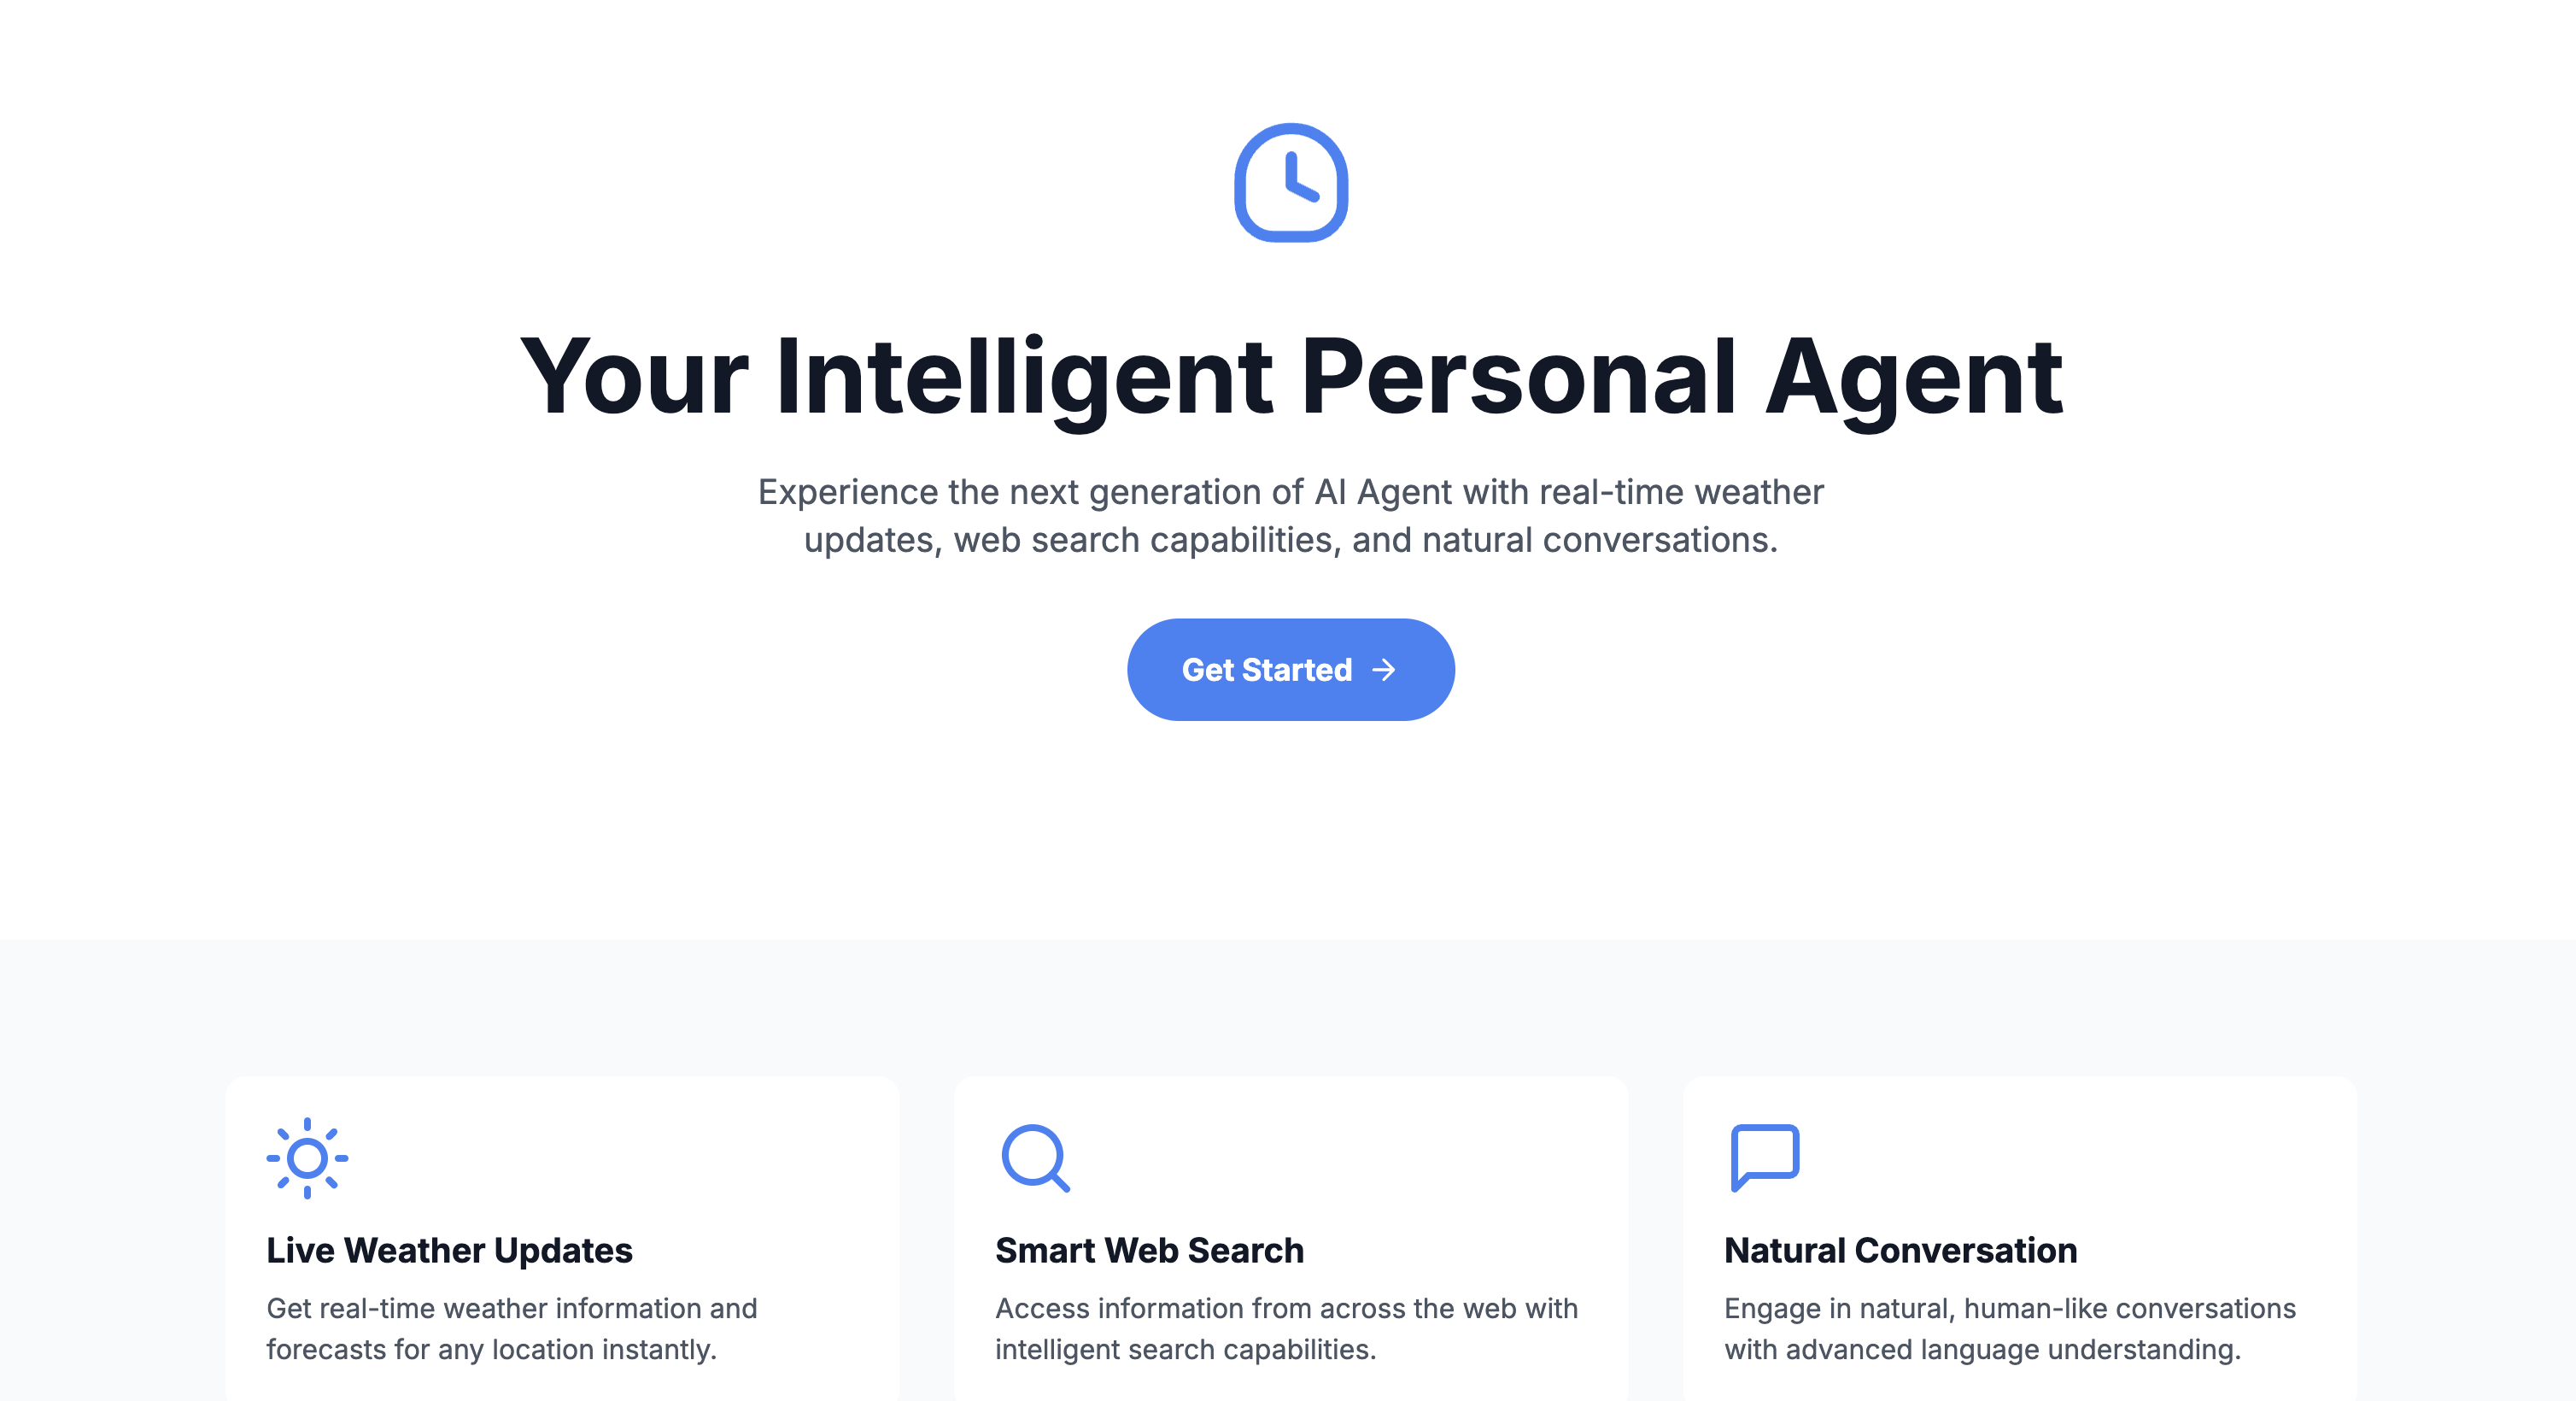 Your Intelligent Personal Agent
Experience the next generation of AI Agent with real-time weather
updates, web search capabilities, and natural conversations.
Get Started
Live Weather Updates
Get real-time weather information and
forecasts for any location instantly.
Smart Web Search
Access information from across the web with
intelligent search capabilities.
Natural Conversation
Engage in natural, human-like conversations
with advanced language understanding.